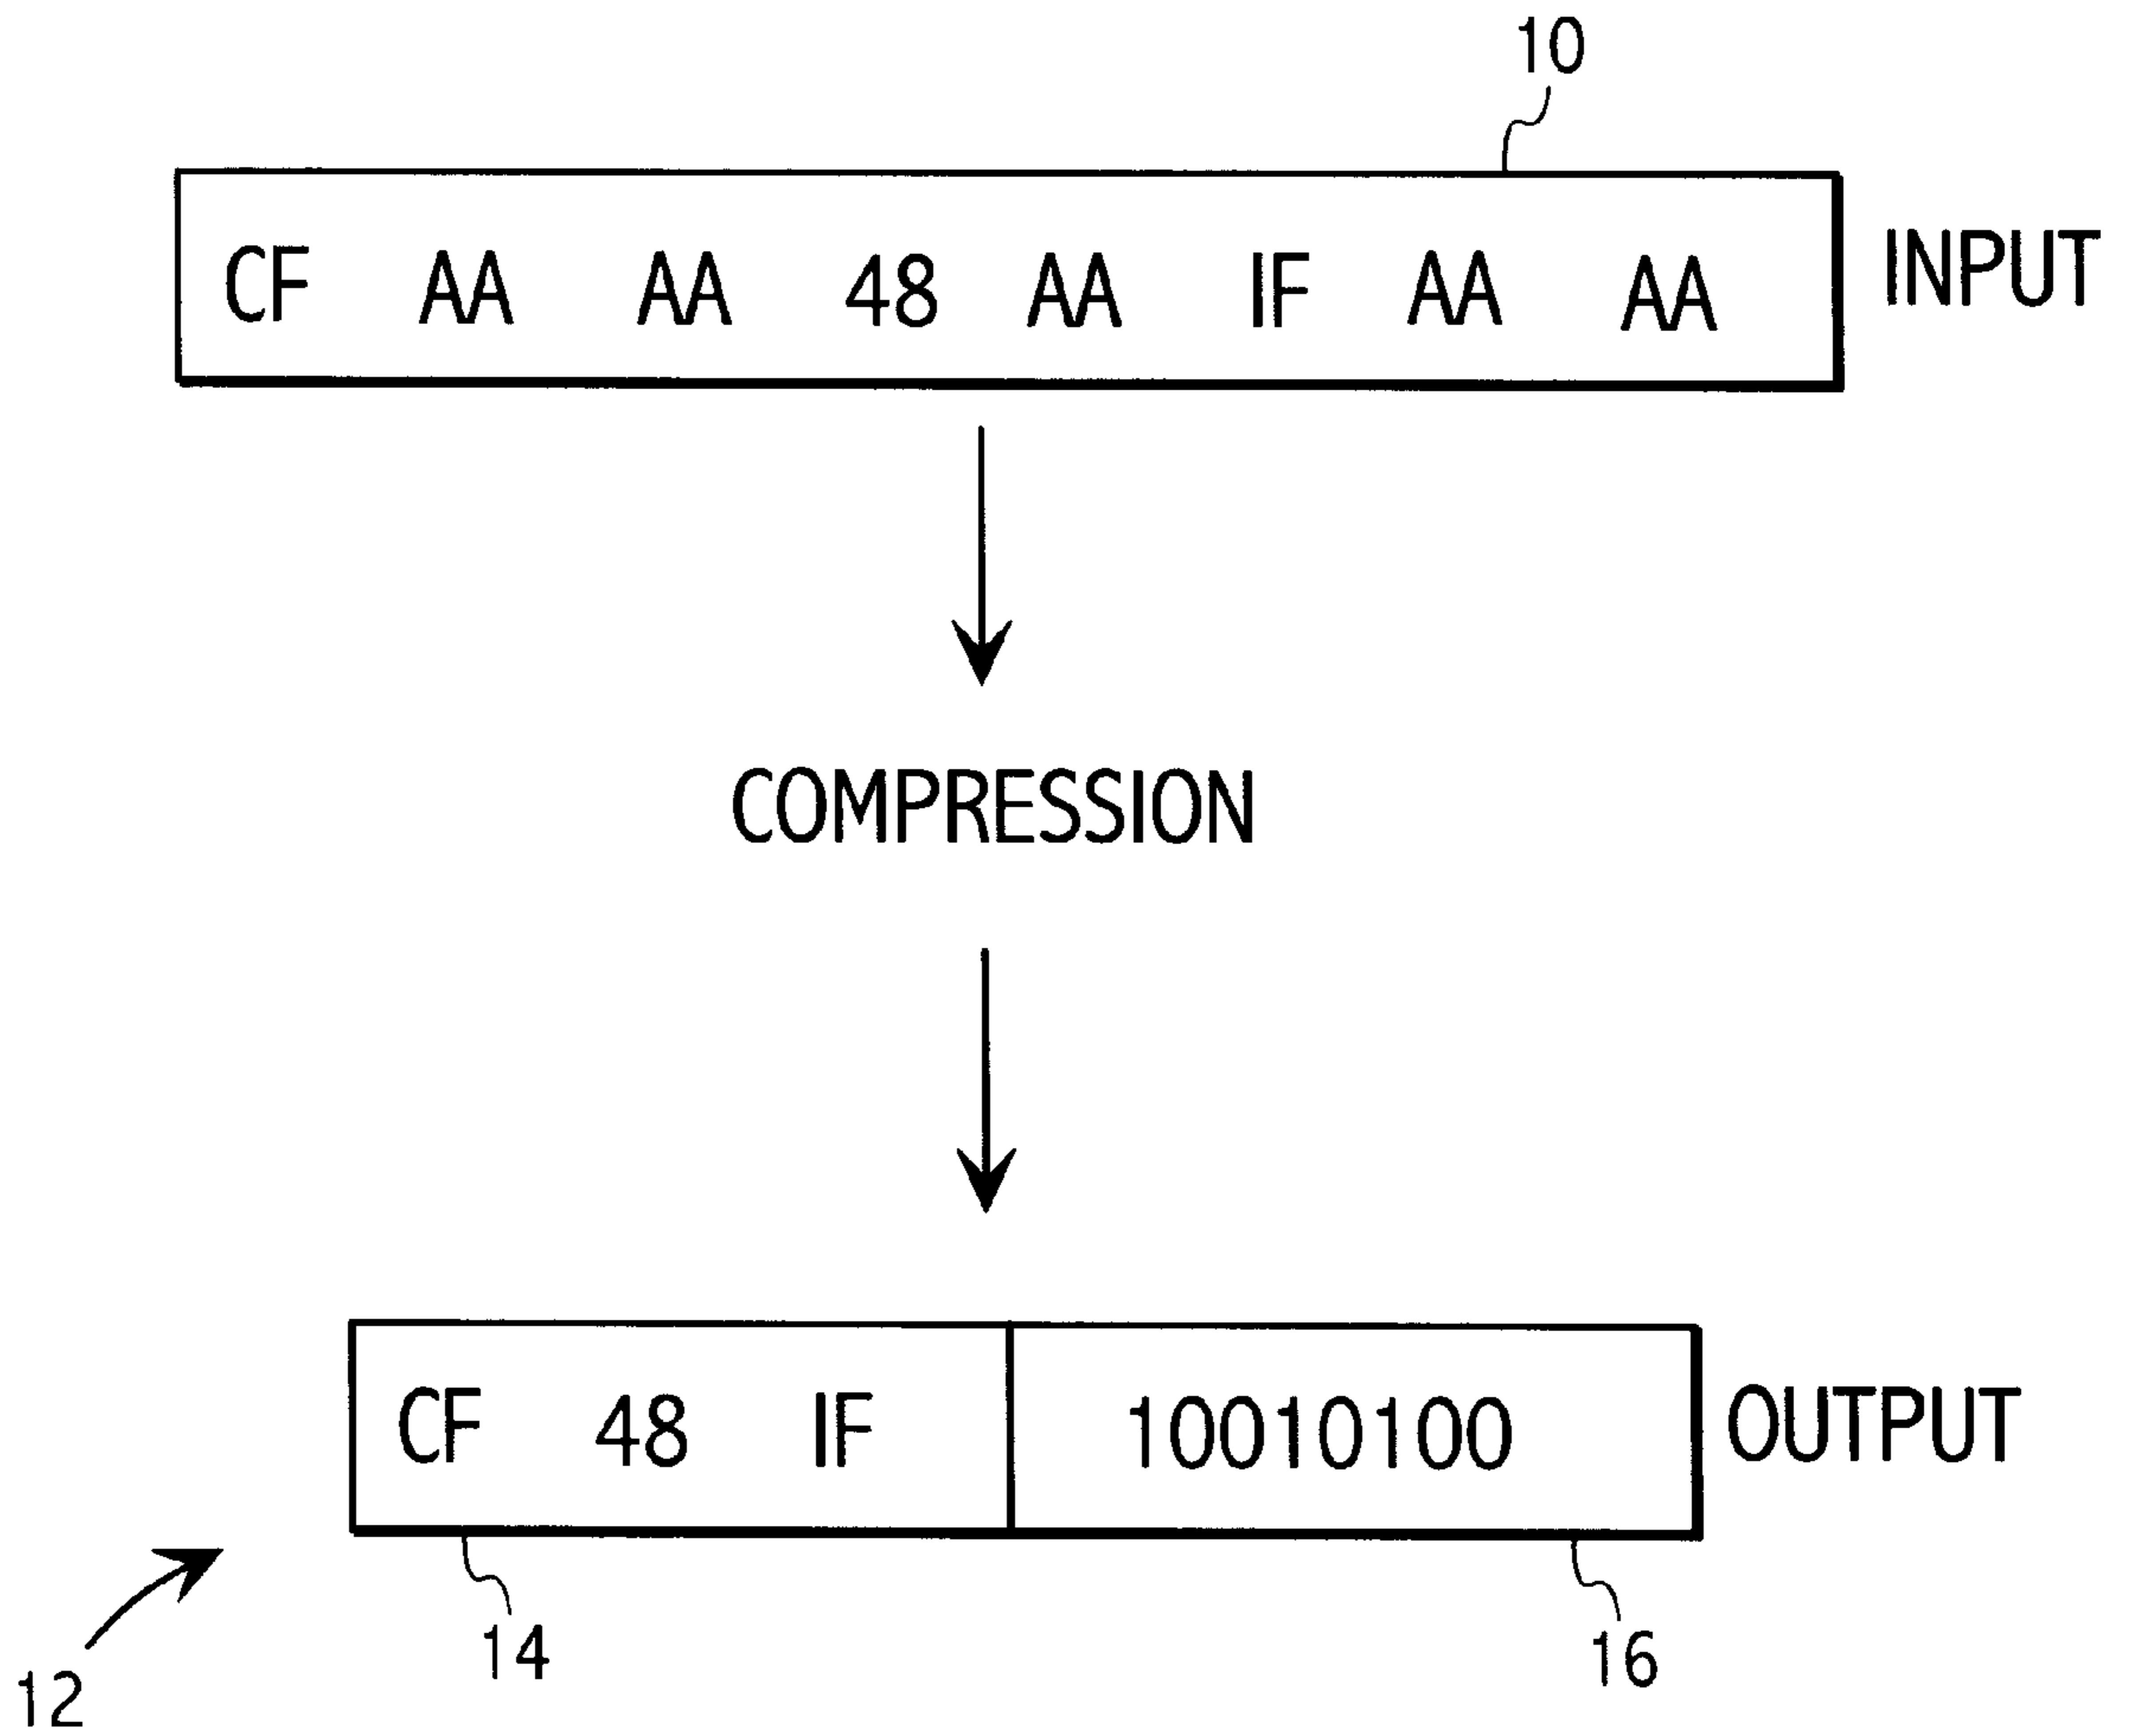 10
CF AA AA 48 AA IF AA AA
INPUT
COMPRESSION
CF 48 IF 10010100
OUTPUT
14
16
12